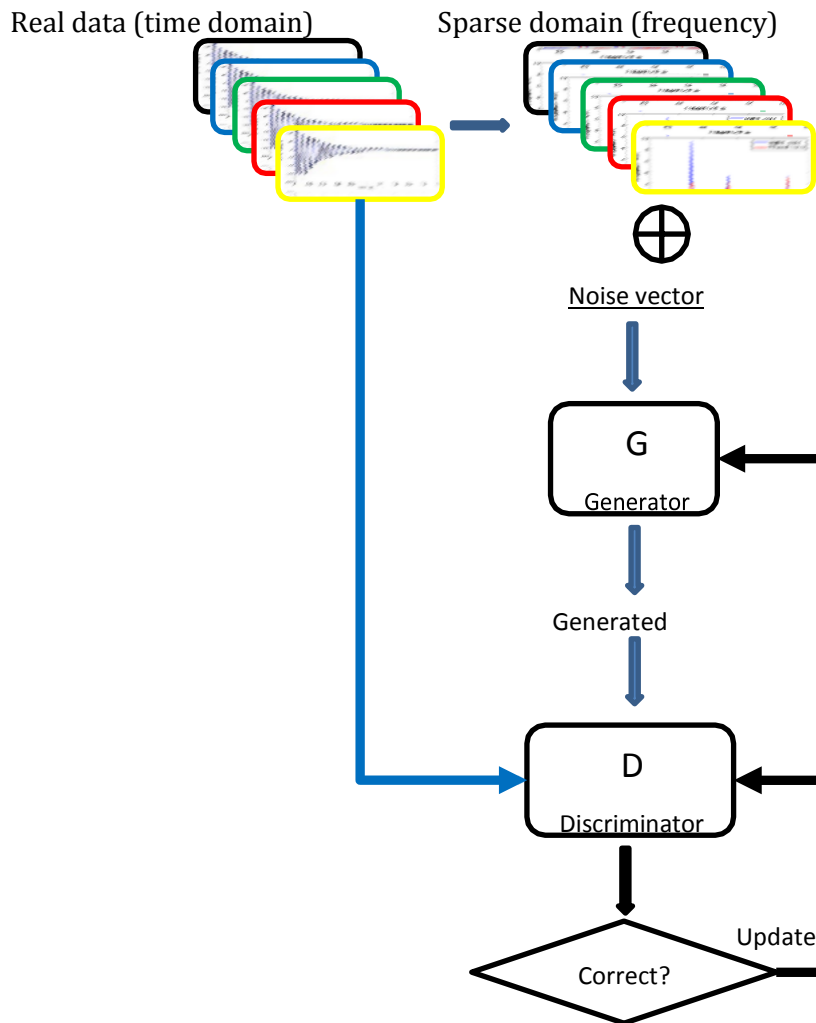 Real data (time domain)
Sparse domain (frequency)
Noise vector
G
Generator
Generated
D
Discriminator
Correct?
Update